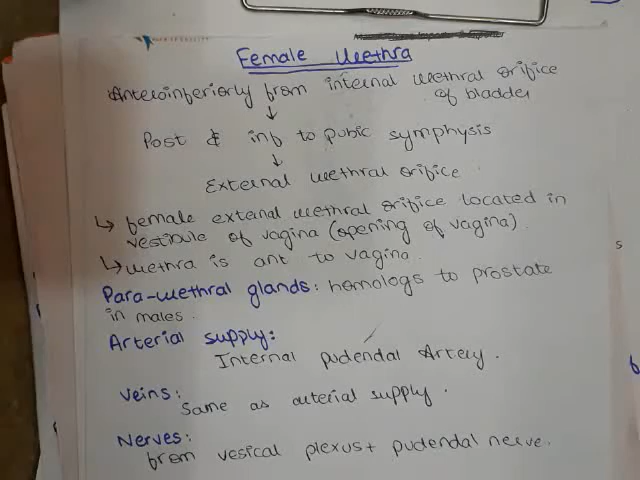 Female Urethra
Anteroinferiorly from internal urethral orifice
of bladder
↓
Post & inf to pubic symphysis
↓
External urethral orifice
↳ female external urethral orifice located in
vestibule of vagina (opening of vagina).
↳ urethra is ant to vagina.
Para-urethral glands: homologs to prostate
in males.
Arterial supply:
Internal pudendal Artery.
Veins:
Same as arterial supply.
Nerves:
from vesical plexus + pudendal nerve.
s
b